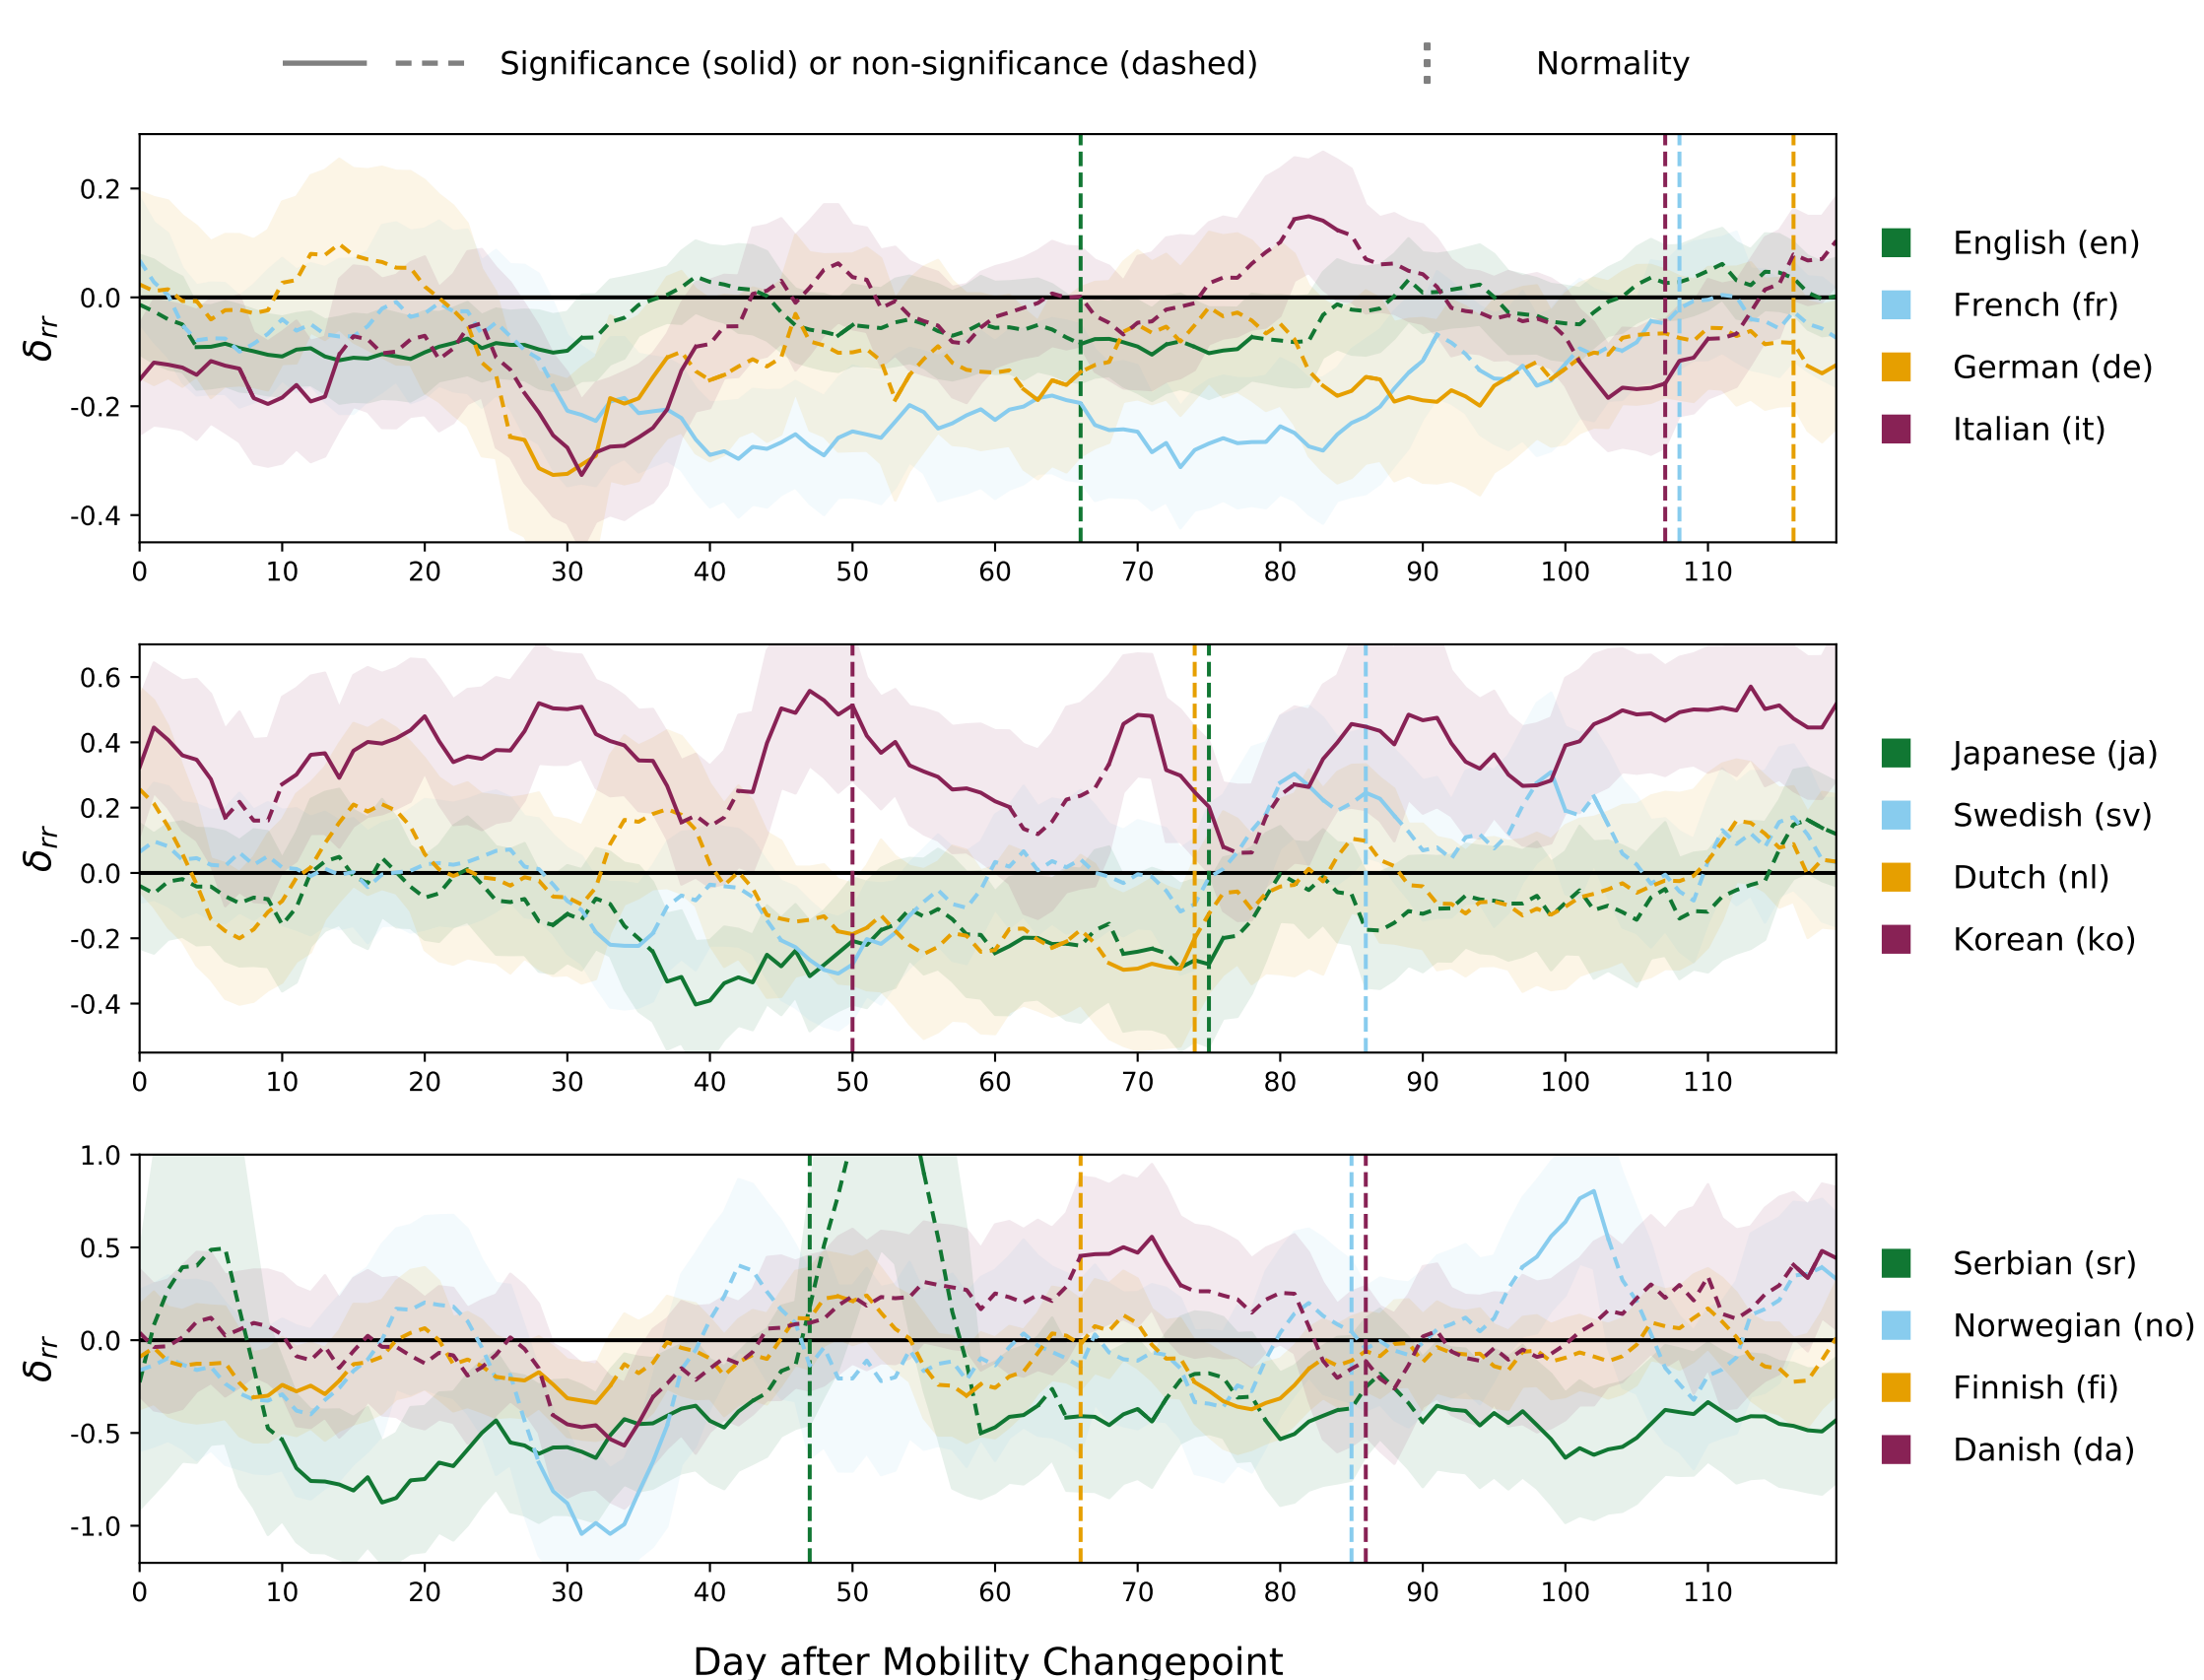 Significance (solid) or non-significance (dashed) Normality
0.2
0.0
-0.2
-0.4
δrr
0 10 20 30 40 50 60 70 80 90 100 110
English (en)
French (fr)
German (de)
Italian (it)
0.6
0.4
0.2
0.0
-0.2
-0.4
δrr
0 10 20 30 40 50 60 70 80 90 100 110
Japanese (ja)
Swedish (sv)
Dutch (nl)
Korean (ko)
1.0
0.5
0.0
-0.5
-1.0
δrr
0 10 20 30 40 50 60 70 80 90 100 110
Serbian (sr)
Norwegian (no)
Finnish (fi)
Danish (da)
Day after Mobility Changepoint